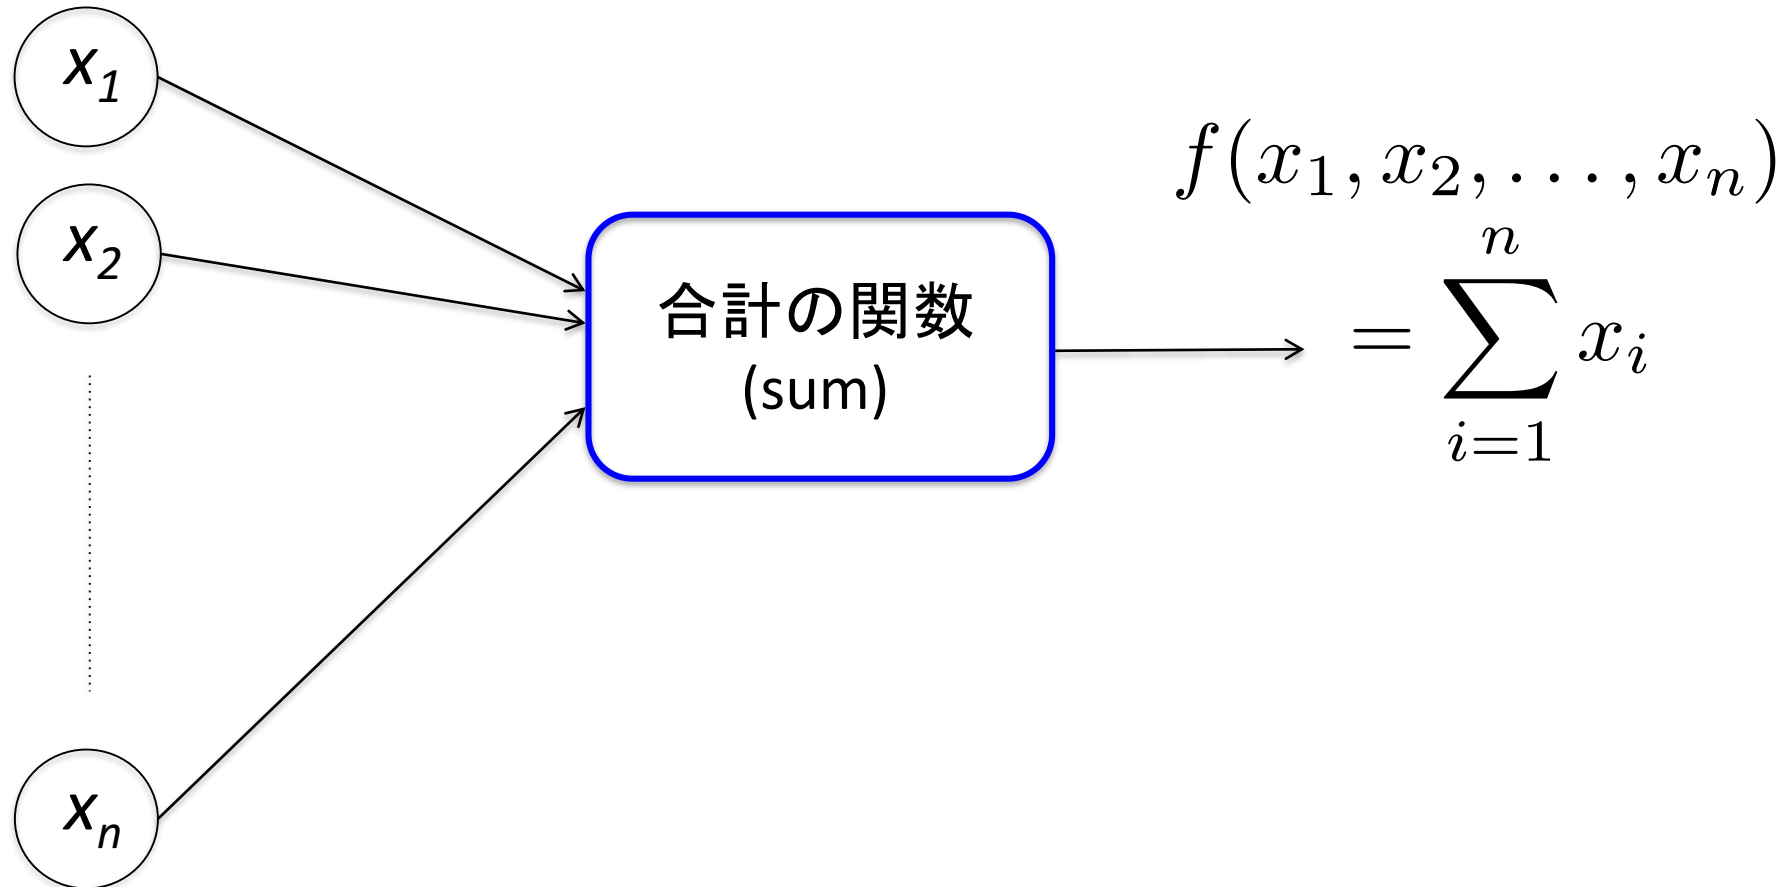 x1
x2
xn
合計の関数
(sum)
f(x1, x2, . . . , xn)
n
= ∑ xi
i=1